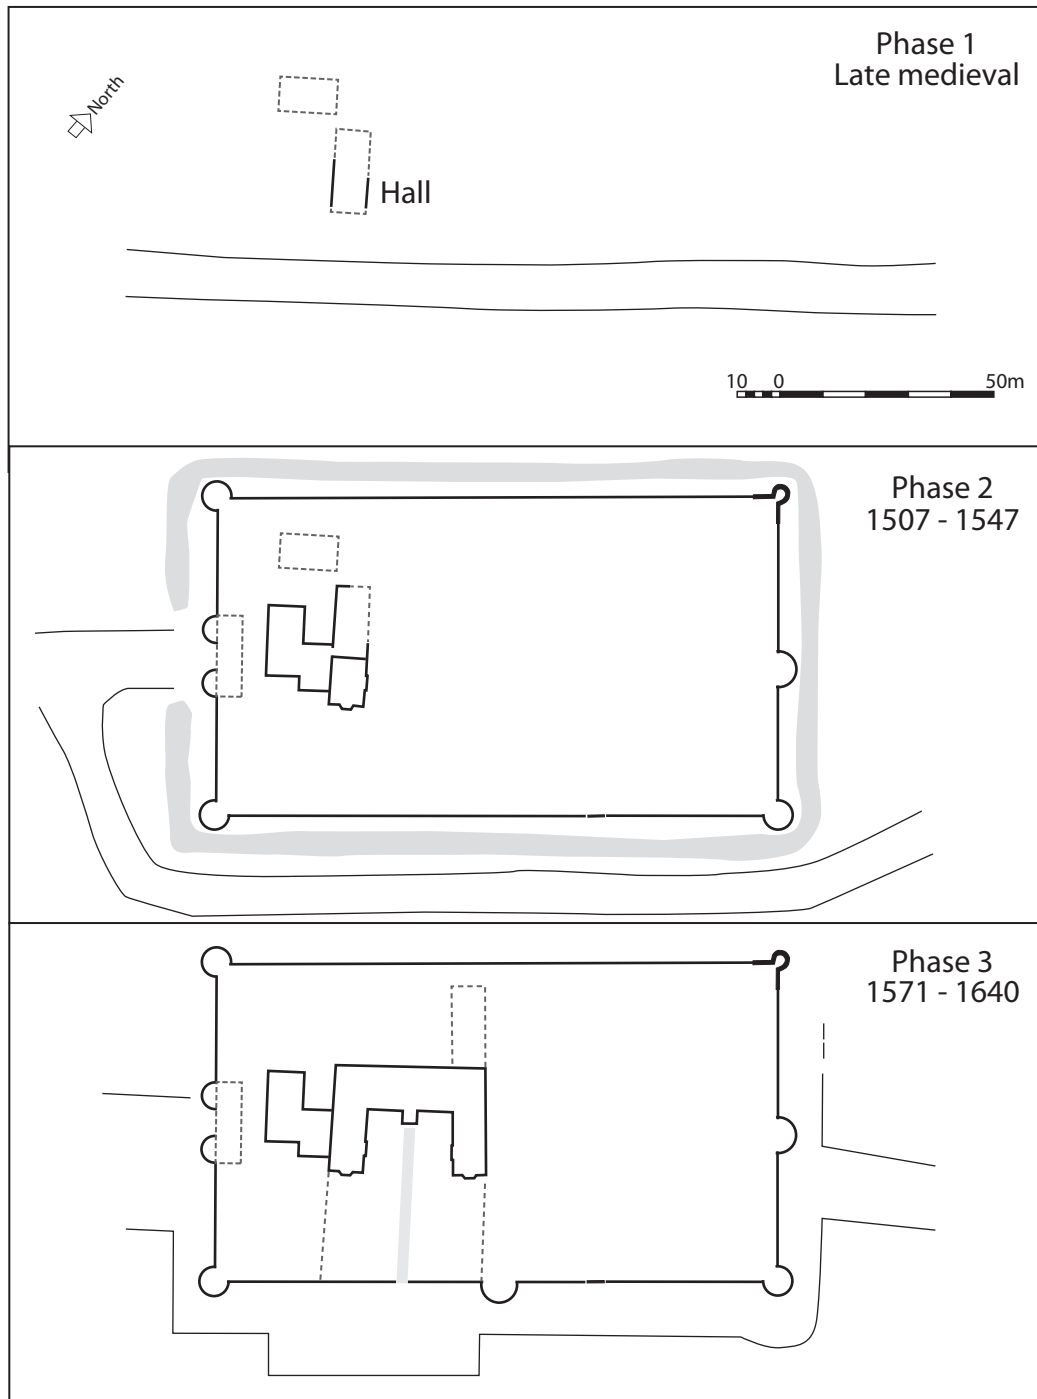 Phase 1
Late medieval
North
Hall
10 0 50m
Phase 2
1507 - 1547
Phase 3
1571 - 1640